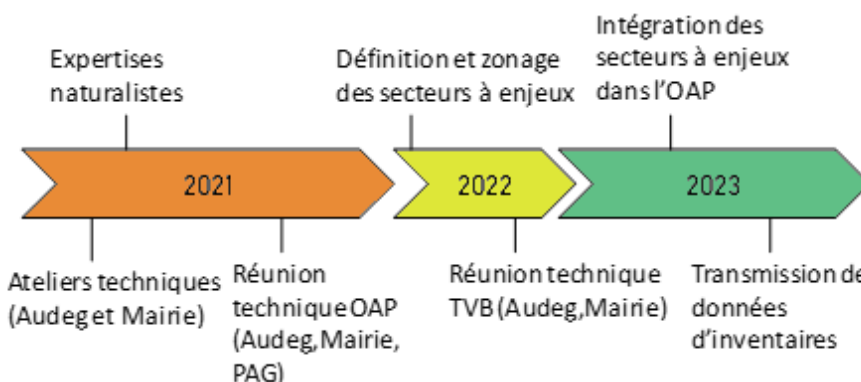 Expertises
naturalistes
Définition et zonage
des secteurs à enjeux
Intégration des
secteurs à enjeux
dans l'OAP
2021
2022
2023
Ateliers techniques
(Audeg et Mairie)
Réunion
technique OAP
(Audeg, Mairie,
PAG)
Réunion technique
TVB (Audeg, Mairie)
Transmission de
données
d'inventaires